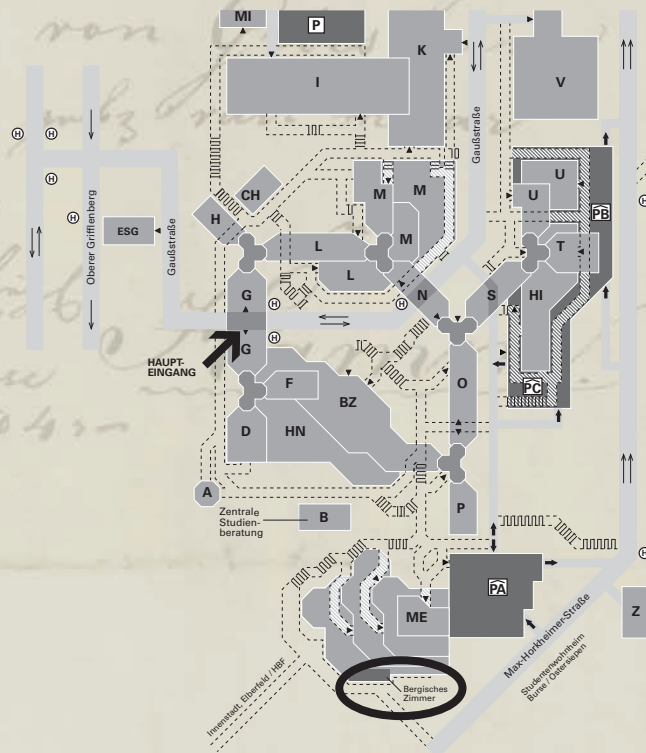 MI
P
K
I
V
Gaußstraße
H
H
H
H
H
Oberer Grifflenberg
ESG
Gaußstraße
CH
H
M
M
M
U
U
PB
T
L
L
G
N
S
HI
H
H
H
G
HAUPT-
EINGANG
F
BZ
O
PC
D
HN
A
Zentrale
Studien-
beratung
B
P
ME
PA
H
Z
Max-Horkheimer-Straße
Studentenwohnheim
Burse / Ostersiepen
Innenstadt, Elberfeld / HBF
Bergisches
Zimmer